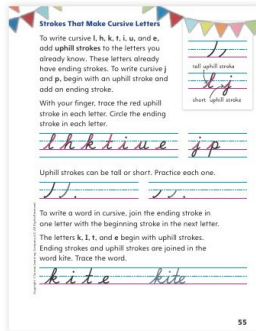 Strokes That Make Cursive Letters
To write cursive l, h, k, t, i, u, and e,
add uphill strokes to the letters you
already know. These letters already
have ending strokes. To write cursive j
and p, begin with an uphill stroke and
add an ending stroke.
tall uphill stroke
l j
short uphill stroke
With your finger, trace the red uphill
stroke in each letter. Circle the ending
stroke in each letter.
l h k t i u e j p
Uphill strokes can be tall or short. Practice each one.
To write a word in cursive, join the ending stroke in
one letter with the beginning stroke in the next letter.
The letters k, I, t, and e begin with uphill strokes.
Ending strokes and uphill strokes are joined in the
word kite. Trace the word.
k i t e kite
55